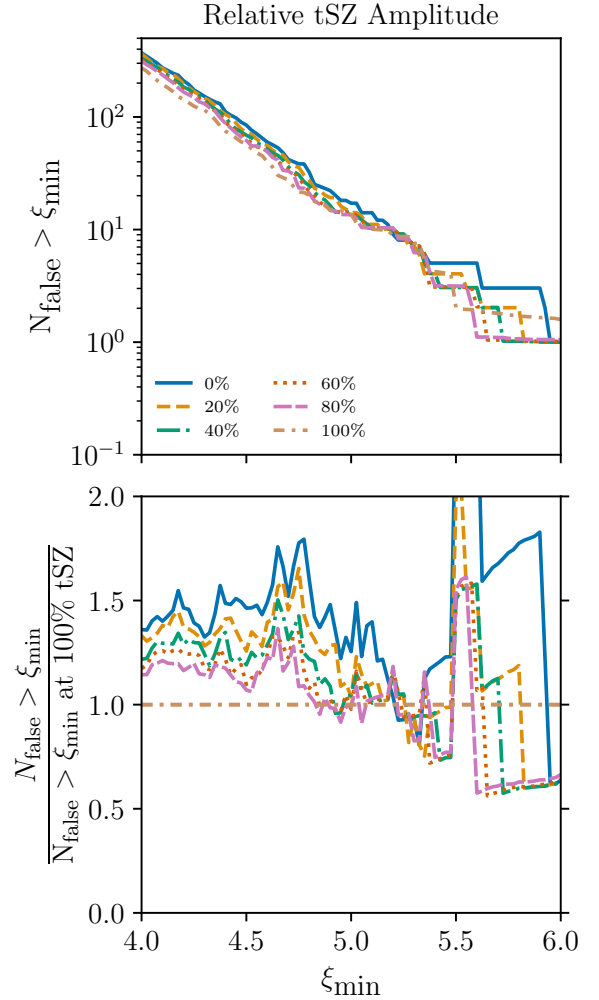 Relative tSZ Amplitude
N_false > ξ_min
10^2
10^1
10^0
10^−1
0% 60%
20% 80%
40% 100%
N_false > ξ_min
N_false > ξ_min at 100% tSZ
2.0
1.5
1.0
0.5
0.0
4.0 4.5 5.0 5.5 6.0
ξ_min